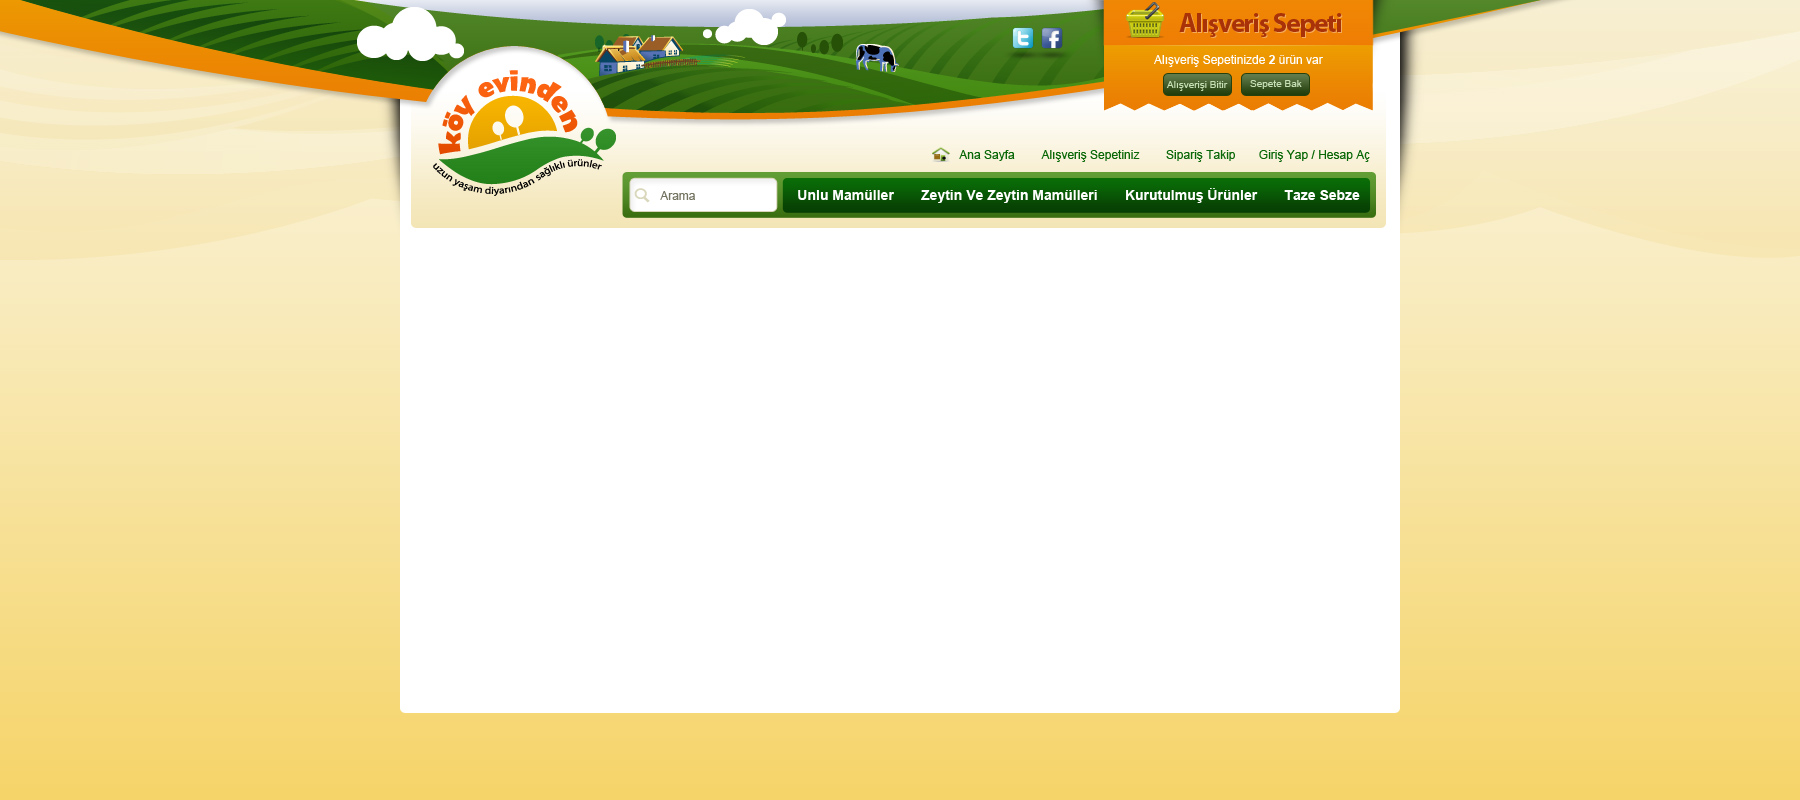 Alışveriş Sepeti
Alışveriş Sepetinizde 2 ürün var
Alışverişi Bitir
Sepete Bak
köy evinden
uzun yaşam diyarından sağlıklı ürünler
Ana Sayfa
Alışveriş Sepetiniz
Sipariş Takip
Giriş Yap / Hesap Aç
Arama
Unlu Mamüller
Zeytin Ve Zeytin Mamülleri
Kurutulmuş Ürünler
Taze Sebze